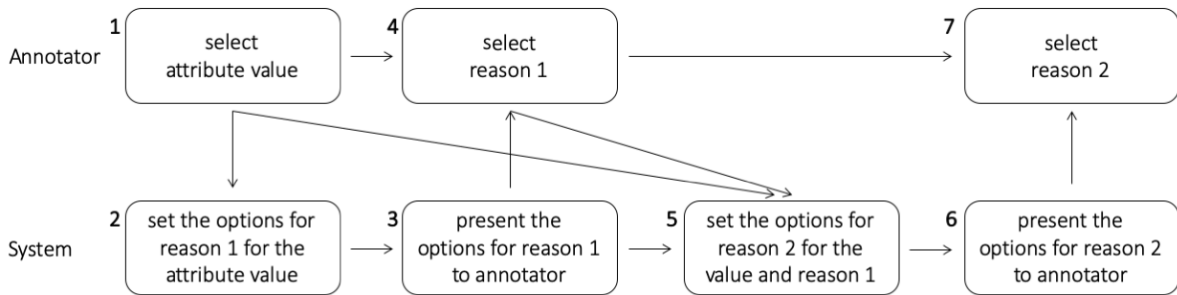 1
4
7
Annotator
select
attribute value
select
reason 1
select
reason 2
2
3
5
6
System
set the options for
reason 1 for the
attribute value
present the
options for reason 1
to annotator
set the options for
reason 2 for the
value and reason 1
present the
options for reason 2
to annotator